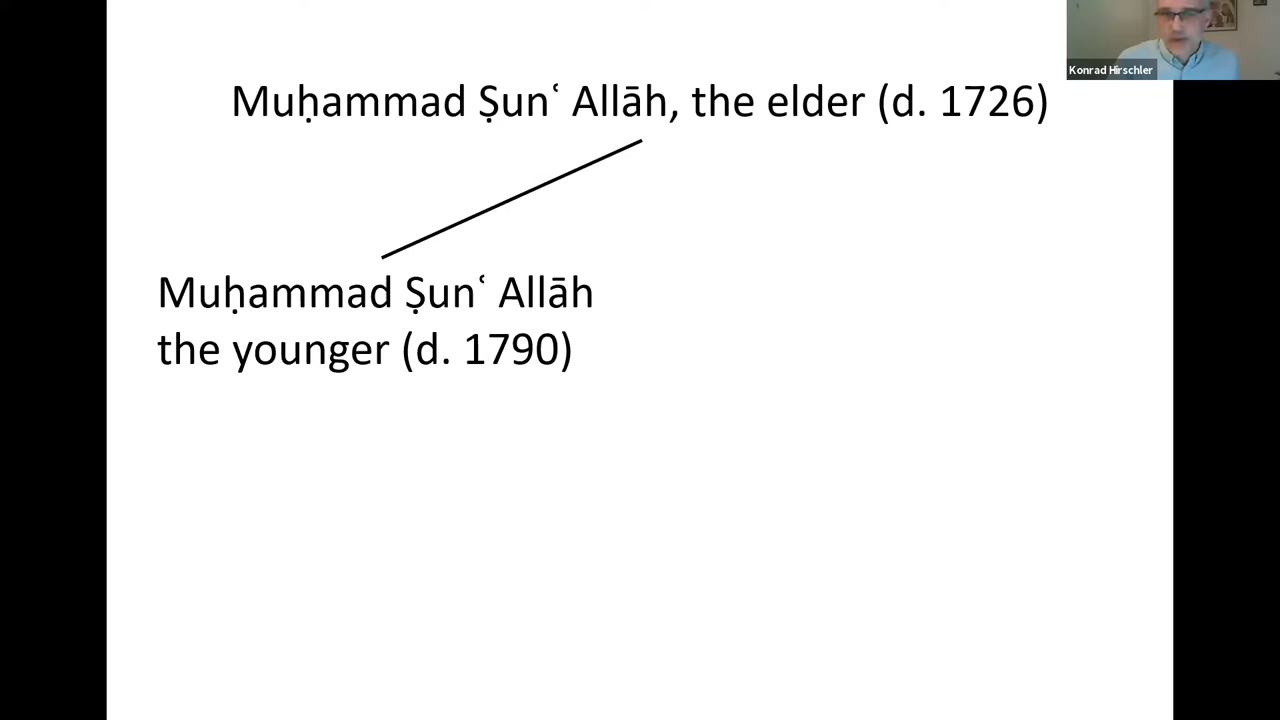 Konrad Hirschler
Muḥammad Ṣunʿ Allāh, the elder (d. 1726)
Muḥammad Ṣunʿ Allāh
the younger (d. 1790)